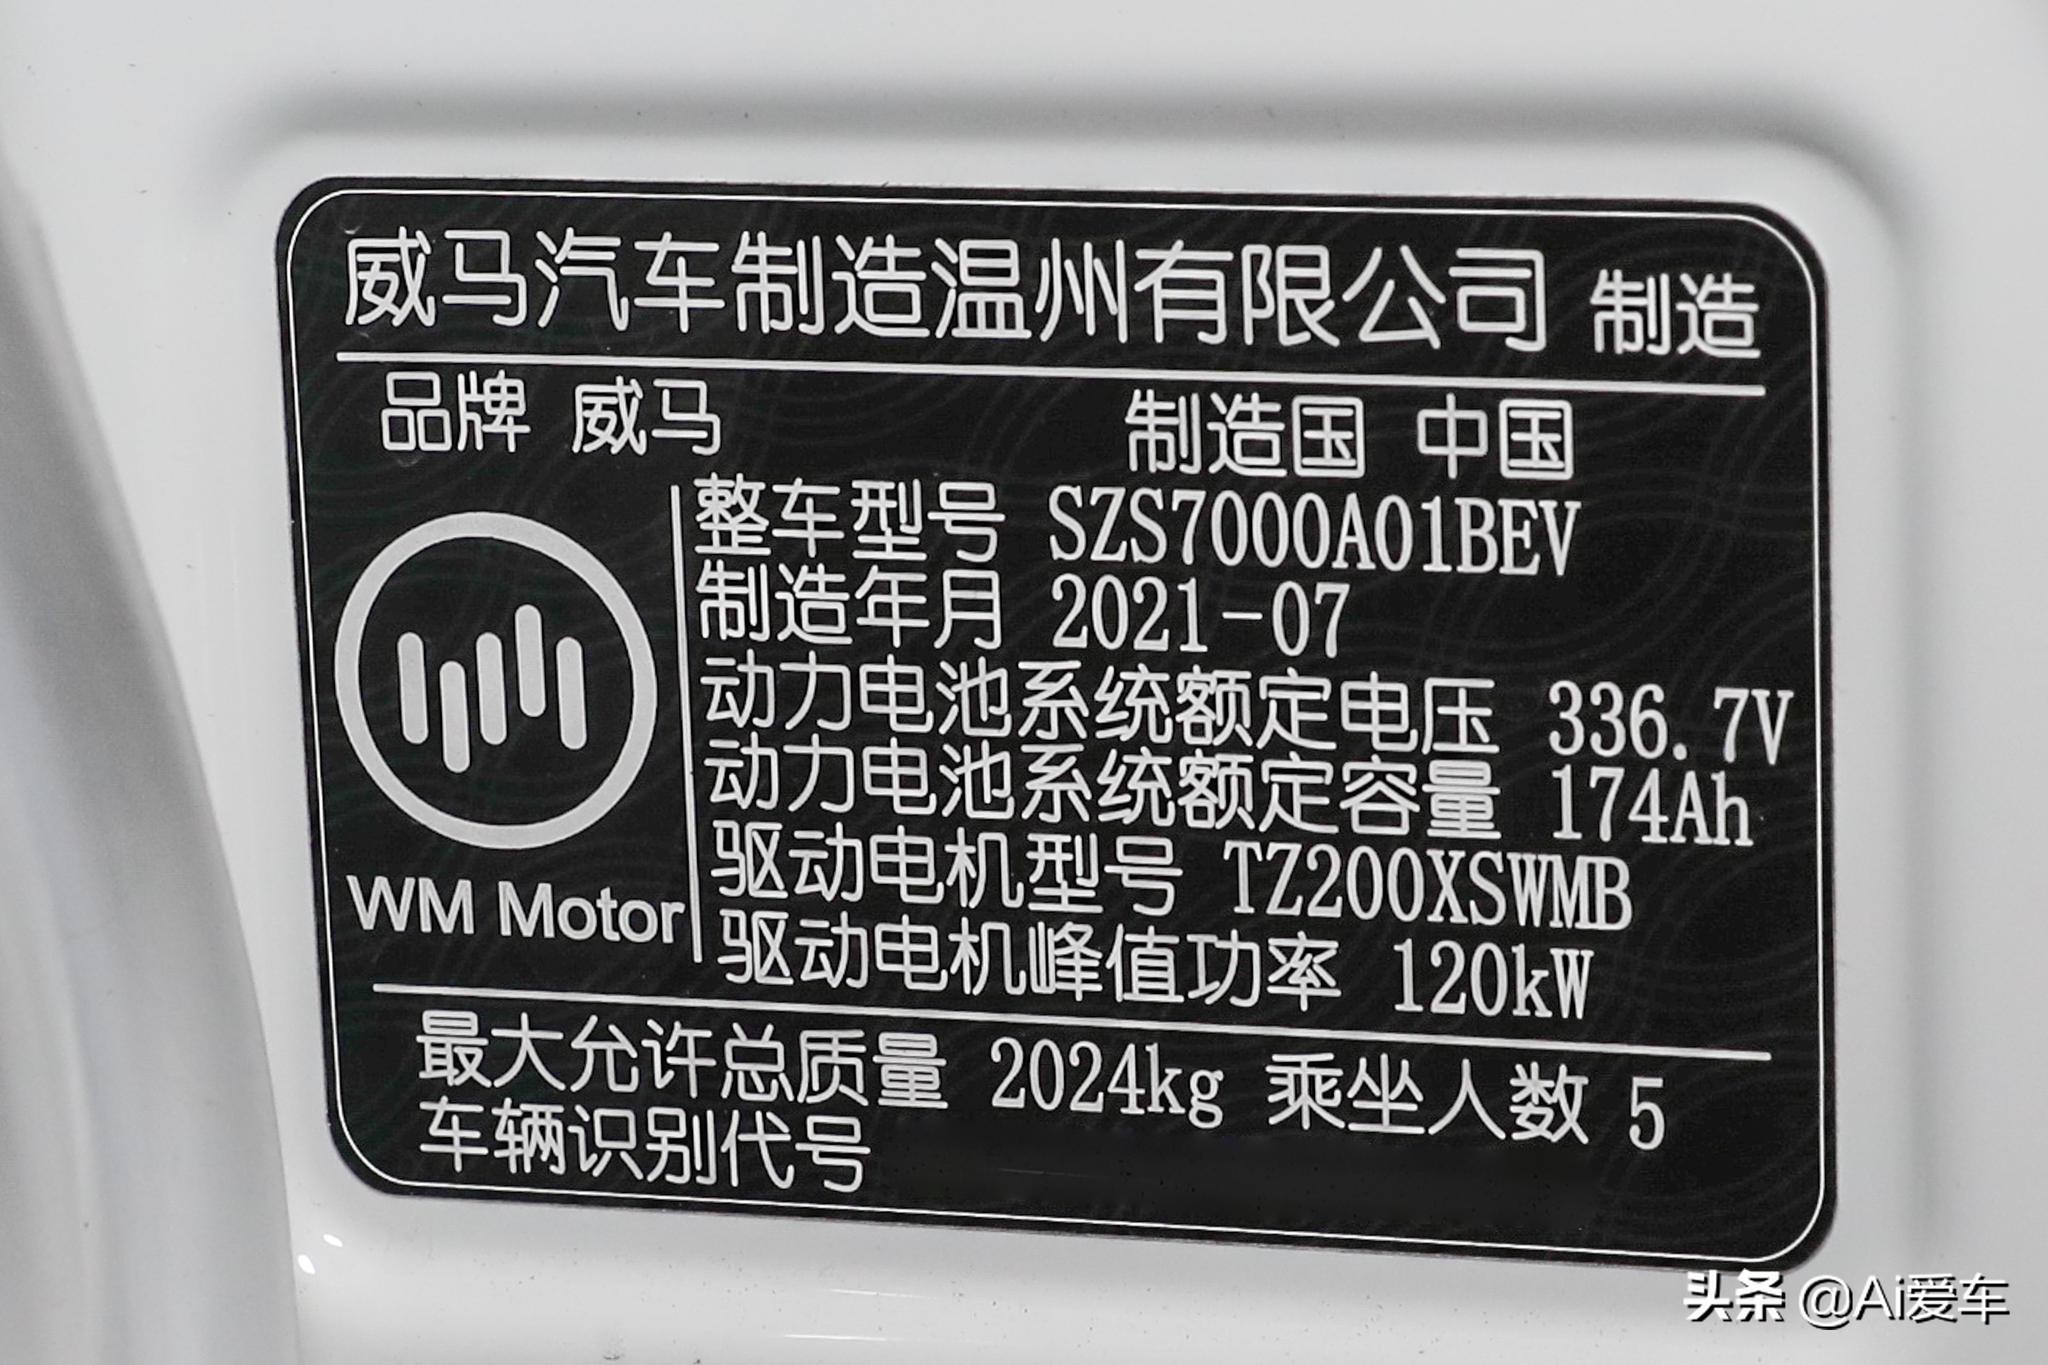 威马汽车制造温州有限公司 制造
品牌 威马 制造国 中国
整车型号 SZS7000A01BEV
制造年月 2021-07
动力电池系统额定电压 336.7V
动力电池系统额定容量 174Ah
驱动电机型号 TZ200XSWMB
驱动电机峰值功率 120kW
WM Motor
最大允许总质量 2024kg 乘坐人数 5
车辆识别代号
头条 @Ai爱车